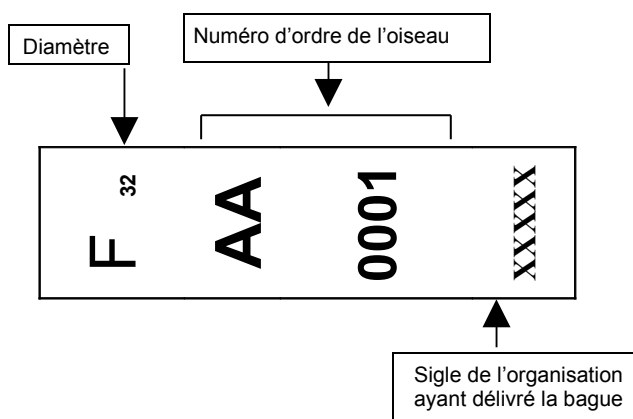 Diamètre
Numéro d'ordre de l'oiseau
F 32
AA
0001
XXXXX
Sigle de l'organisation
ayant délivré la bague